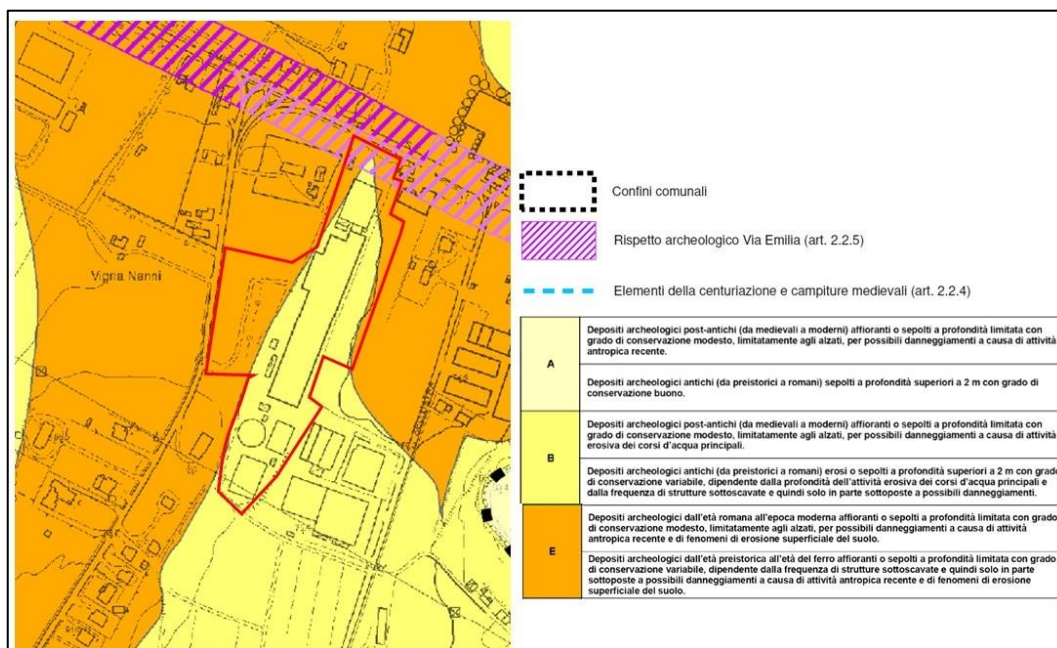 Vigna Nanni
Confini comunali
Rispetto archeologico Via Emilia (art. 2.2.5)
Elementi della centuriazione e campiture medievali (art. 2.2.4)
A
Depositi archeologici post-antichi (da medievali a moderni) affioranti o sepolti a profondità limitata con
grado di conservazione modesto, limitatamente agli alzati, per possibili danneggiamenti a causa di attività
antropica recente.
Depositi archeologici antichi (da preistorici a romani) sepolti a profondità superiori a 2 m con grado di
conservazione buono.
B
Depositi archeologici post-antichi (da medievali a moderni) affioranti o sepolti a profondità limitata con
grado di conservazione modesto, limitatamente agli alzati, per possibili danneggiamenti a causa di attività
erosiva dei corsi d'acqua principali.
Depositi archeologici antichi (da preistorici a romani) erosi o sepolti a profondità superiori a 2 m con grado
di conservazione variabile, dipendente dalla profondità dell'attività erosiva dei corsi d'acqua principali e
dalla frequenza di strutture sottoscavate e quindi solo in parte sottoposte a possibili danneggiamenti.
E
Depositi archeologici dall'età romana all'epoca moderna affioranti o sepolti a profondità limitata con grado
di conservazione modesto, limitatamente agli alzati, per possibili danneggiamenti a causa di attività
antropica recente e di fenomeni di erosione superficiale del suolo.
Depositi archeologici dall'età preistorica all'età del ferro affioranti o sepolti a profondità limitata con grado
di conservazione variabile, dipendente dalla frequenza di strutture sottoscavate e quindi solo in parte
sottoposte a possibili danneggiamenti a causa di attività antropica recente e di fenomeni di erosione
superficiale del suolo.